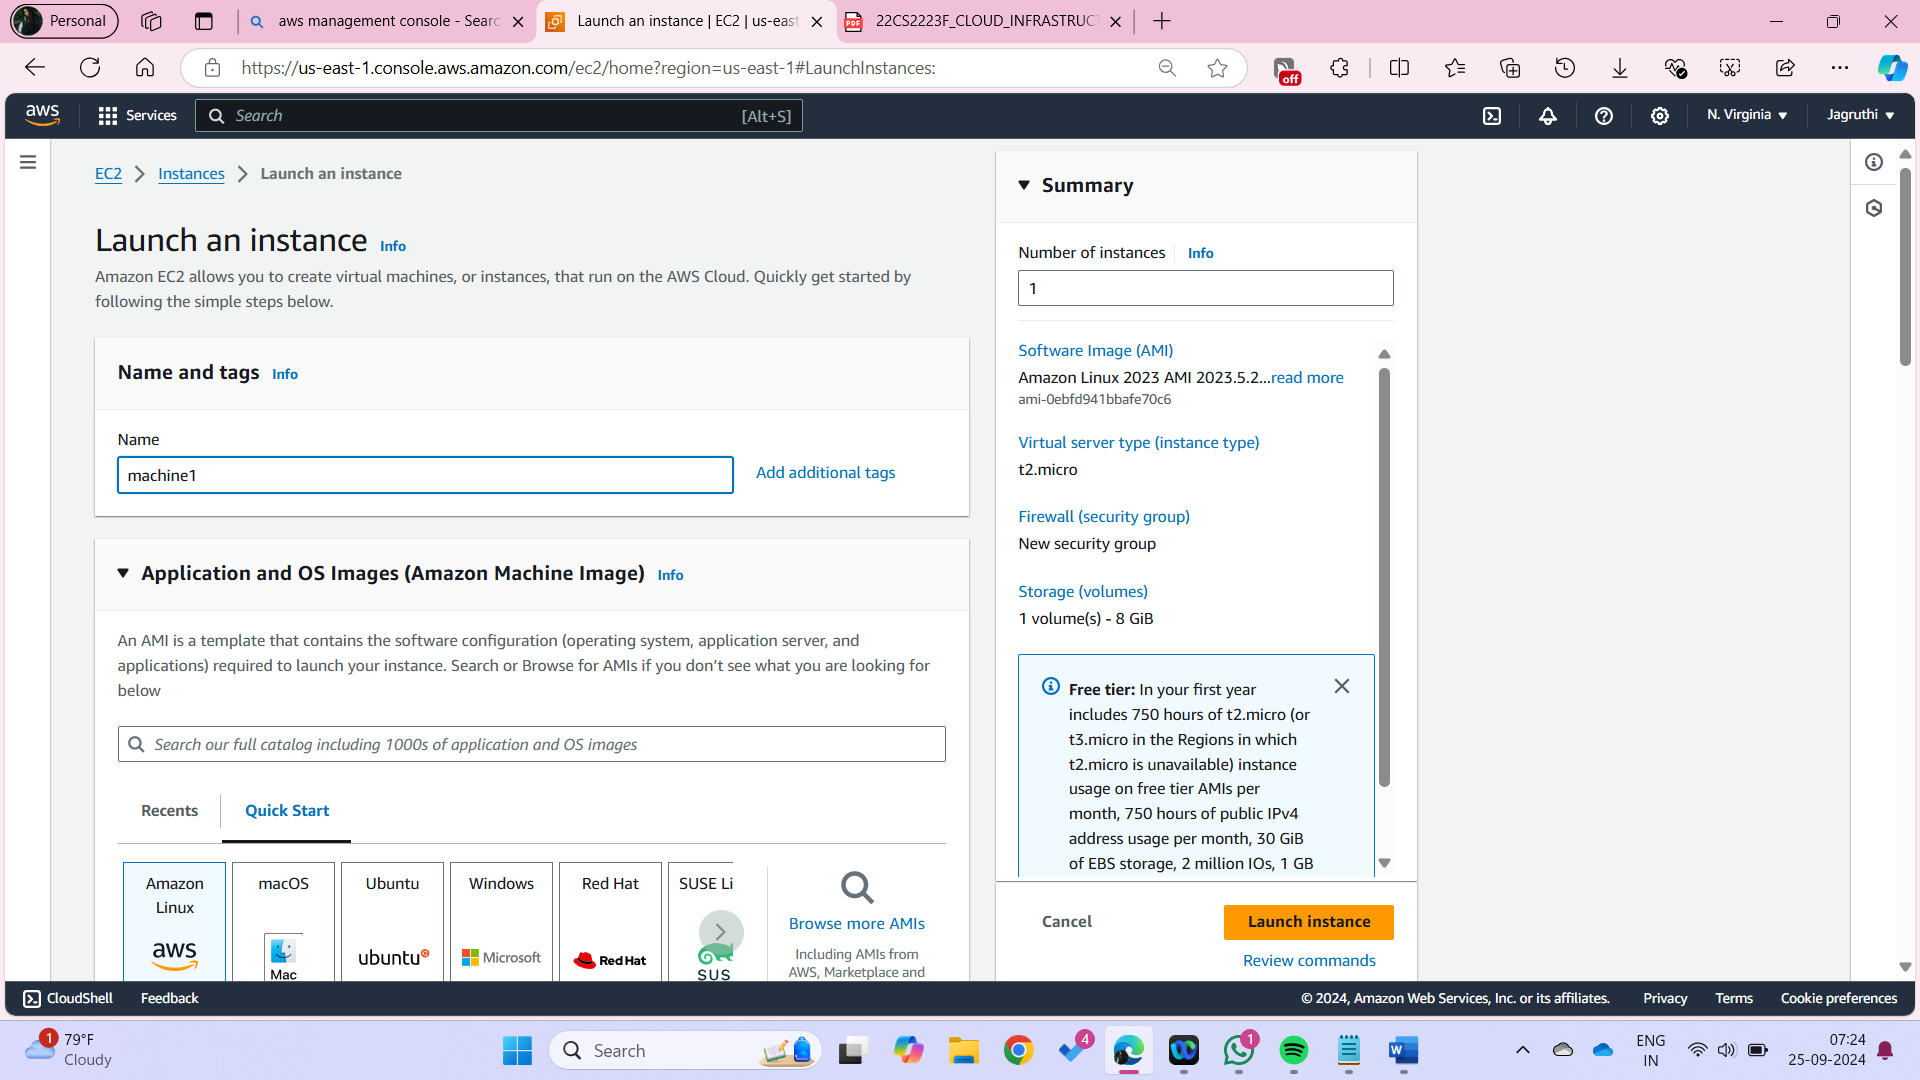 Personal
aws management console - Searc
Launch an instance | EC2 | us-east
22CS2223F_CLOUD_INFRASTRUCT
https://us-east-1.console.aws.amazon.com/ec2/home?region=us-east-1#LaunchInstances:
off
aws
Services
Search
[Alt+S]
N. Virginia
Jagruthi
EC2
Instances
Launch an instance
Launch an instance Info
Amazon EC2 allows you to create virtual machines, or instances, that run on the AWS Cloud. Quickly get started by
following the simple steps below.
Name and tags Info
Name
machine1
Add additional tags
Application and OS Images (Amazon Machine Image) Info
An AMI is a template that contains the software configuration (operating system, application server, and
applications) required to launch your instance. Search or Browse for AMIs if you don’t see what you are looking for
below
Search our full catalog including 1000s of application and OS images
Recents
Quick Start
Amazon
Linux
aws
macOS
Mac
Ubuntu
ubuntu
Windows
Microsoft
Red Hat
Red Hat
SUSE Li
SUS
Browse more AMIs
Including AMIs from
AWS, Marketplace and
Summary
Number of instances Info
1
Software Image (AMI)
Amazon Linux 2023 AMI 2023.5.2...read more
ami-0ebfd941bbafe70c6
Virtual server type (instance type)
t2.micro
Firewall (security group)
New security group
Storage (volumes)
1 volume(s) - 8 GiB
Free tier: In your first year
includes 750 hours of t2.micro (or
t3.micro in the Regions in which
t2.micro is unavailable) instance
usage on free tier AMIs per
month, 750 hours of public IPv4
address usage per month, 30 GiB
of EBS storage, 2 million IOs, 1 GB
Cancel
Launch instance
Review commands
CloudShell
Feedback
© 2024, Amazon Web Services, Inc. or its affiliates.
Privacy
Terms
Cookie preferences
1
79°F
Cloudy
Search
4
1
ENG
IN
07:24
25-09-2024